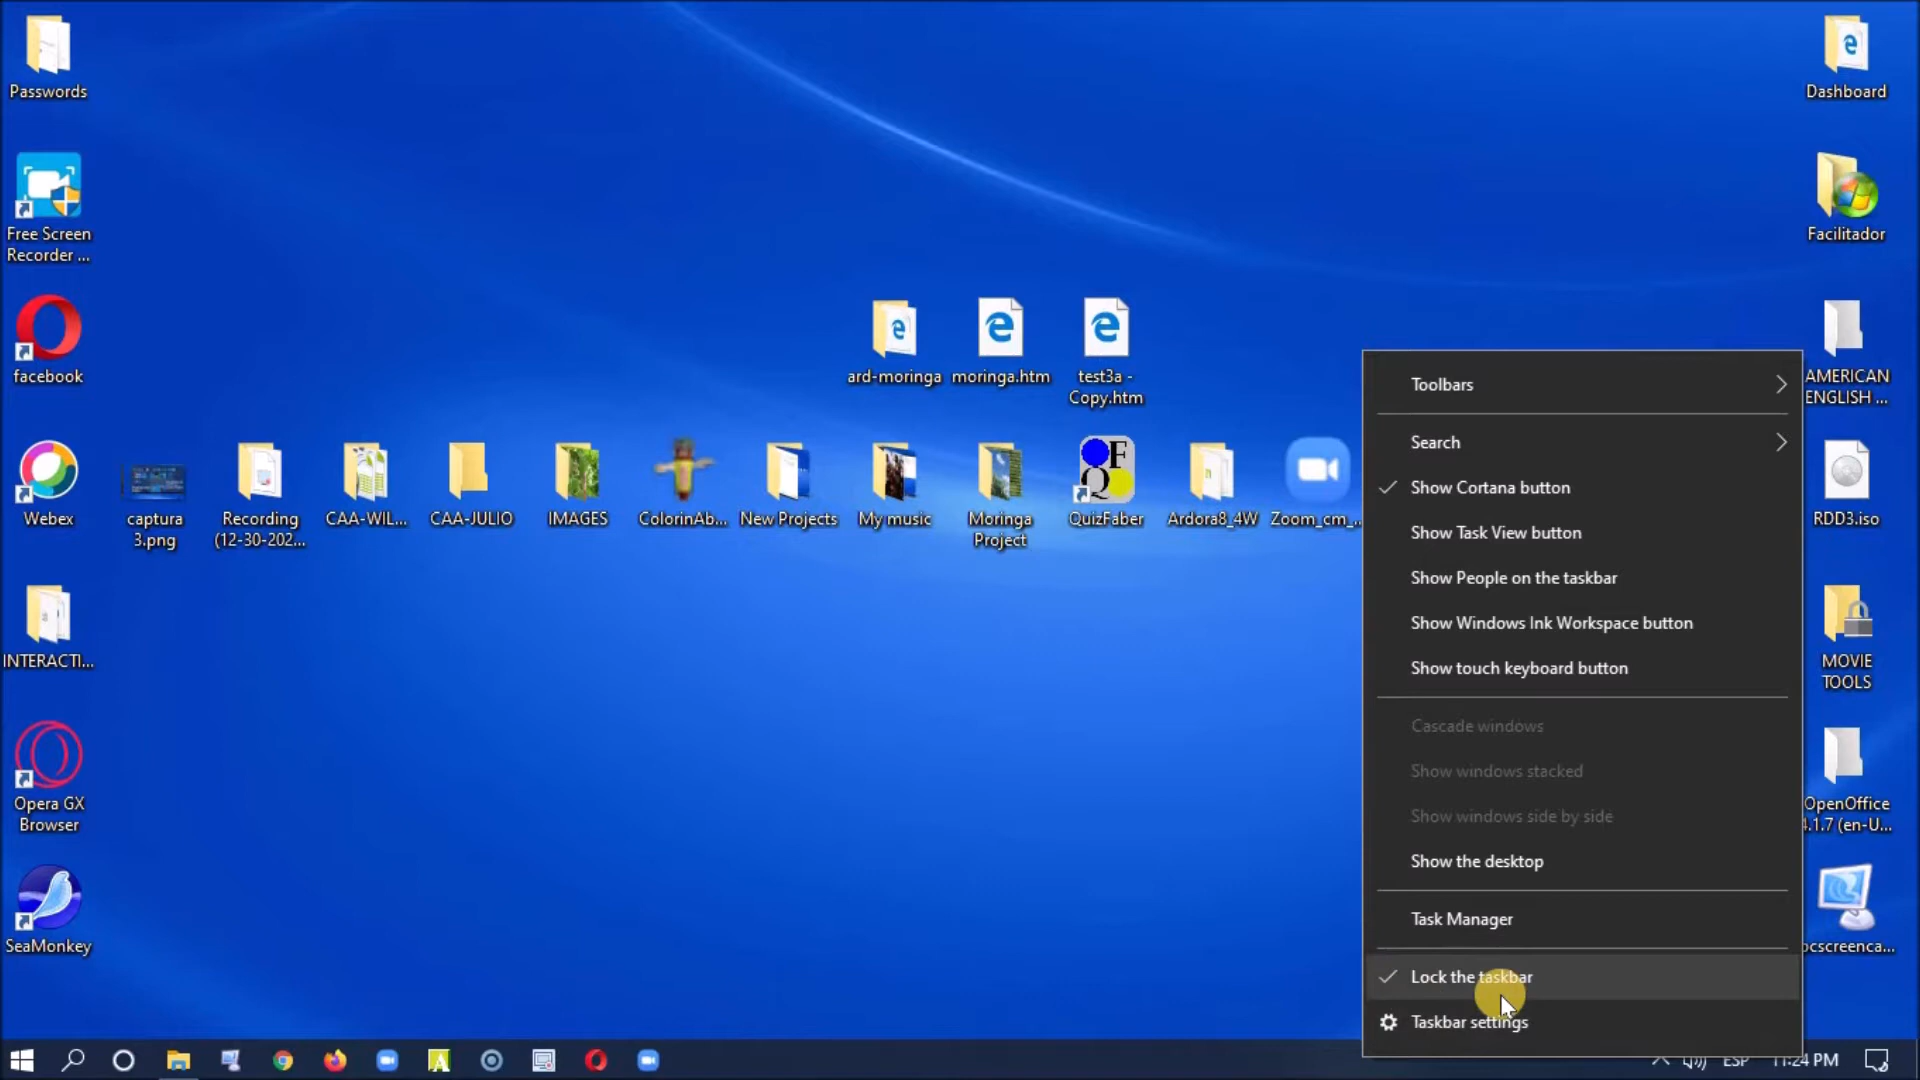 Passwords
Free Screen
Recorder ...
facebook
Webex
INTERACTI...
Opera GX
Browser
SeaMonkey
captura
3.png
Recording
(12-30-202...
CAA-WIL...
CAA-JULIO
IMAGES
ColorinAb...
New Projects
ard-moringa
moringa.htm
test3a -
Copy.htm
My music
Moringa
Project
QuizFaber
Ardora8_4W
Zoom_cm_...
Toolbars
Search
Show Cortana button
Show Task View button
Show People on the taskbar
Show Windows Ink Workspace button
Show touch keyboard button
Cascade windows
Show windows stacked
Show windows side by side
Show the desktop
Task Manager
Lock the taskbar
Taskbar settings
Dashboard
Facilitador
AMERICAN
ENGLISH ...
RDD3.iso
MOVIE
TOOLS
OpenOffice
4.1.7 (en-U...
pcscreenca...
ESP
11:24 PM